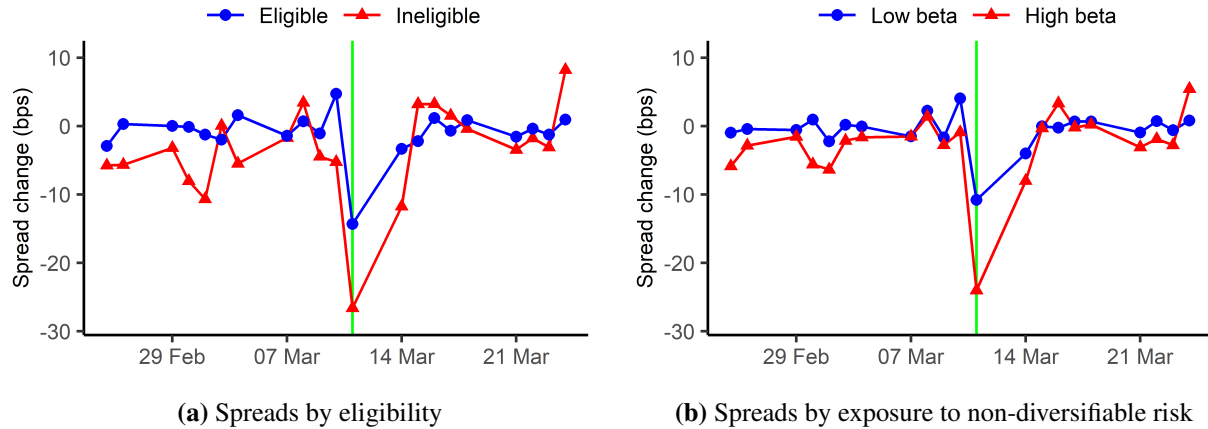 Eligible Ineligible
Spread change (bps)
10
0
-10
-20
-30
29 Feb 07 Mar 14 Mar 21 Mar
(a) Spreads by eligibility
Low beta High beta
Spread change (bps)
10
0
-10
-20
-30
29 Feb 07 Mar 14 Mar 21 Mar
(b) Spreads by exposure to non-diversifiable risk